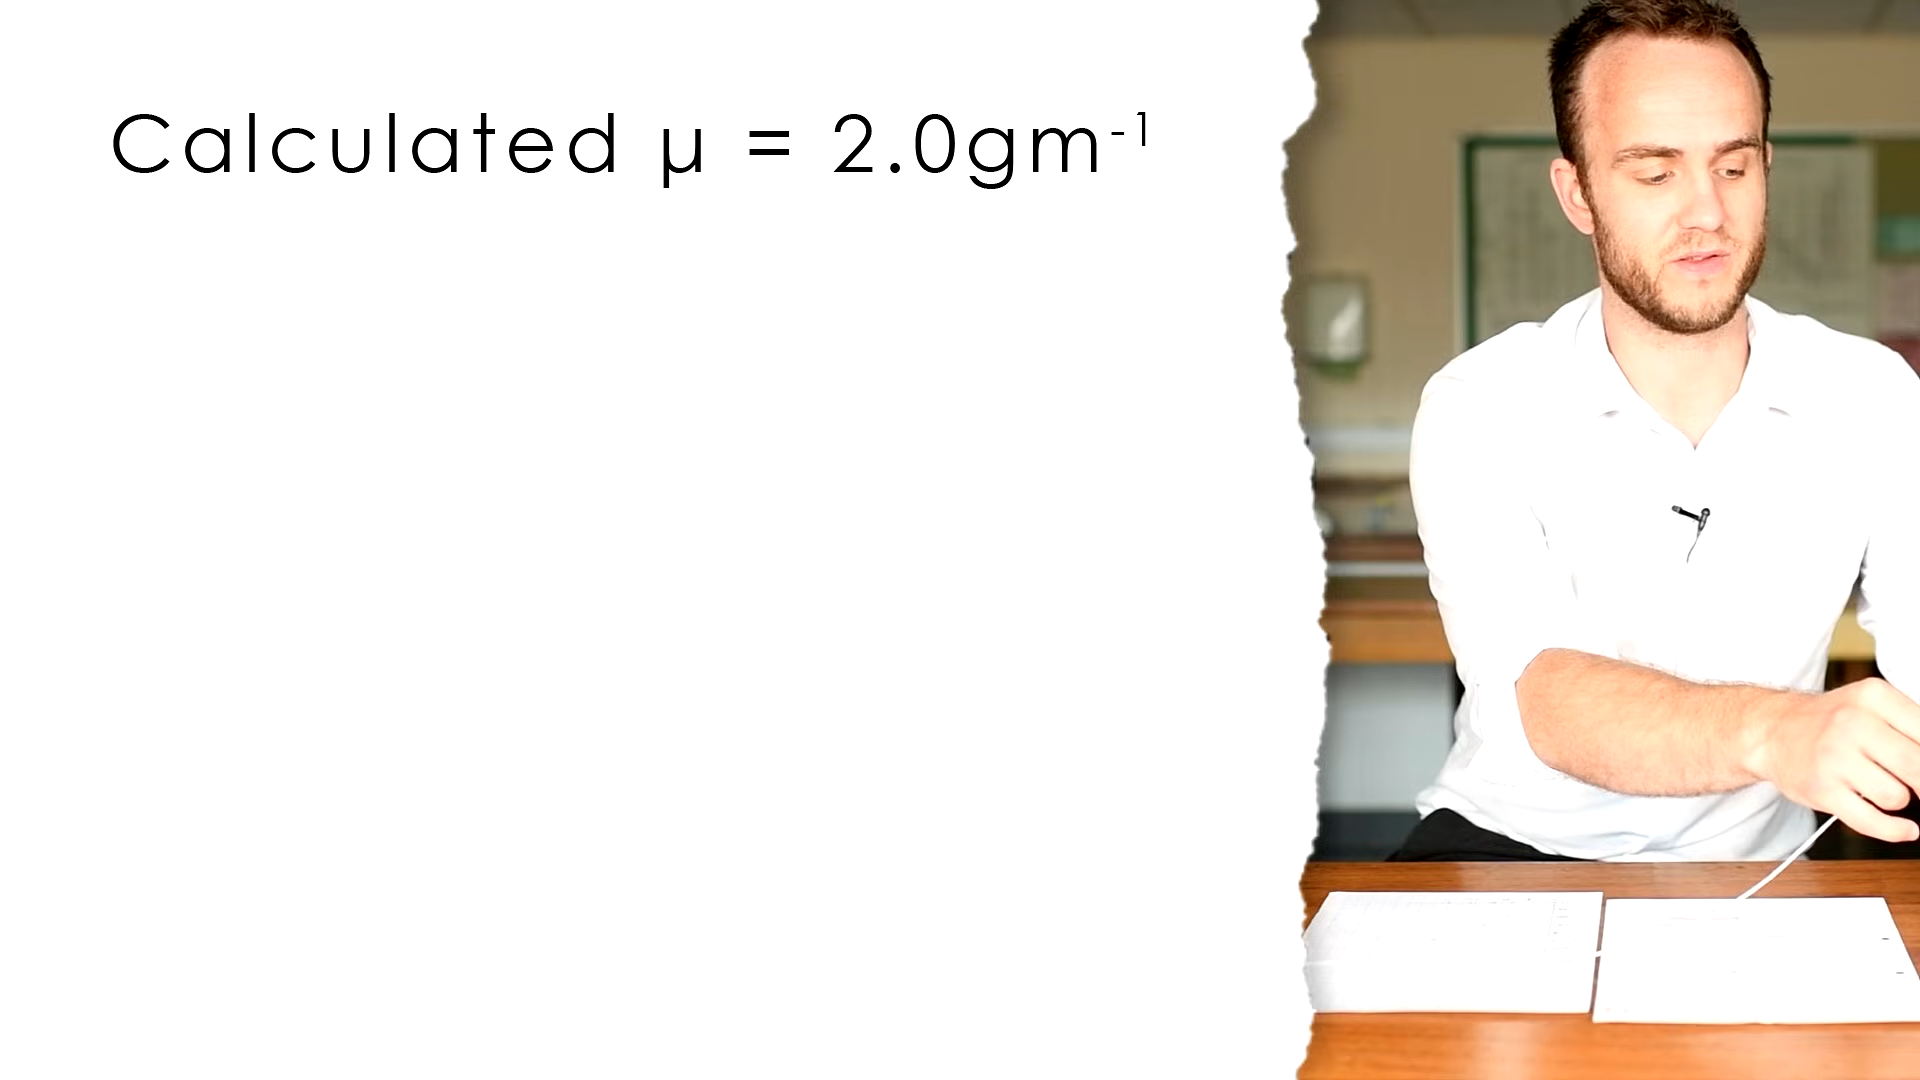 Calculated μ = 2.0gm⁻¹